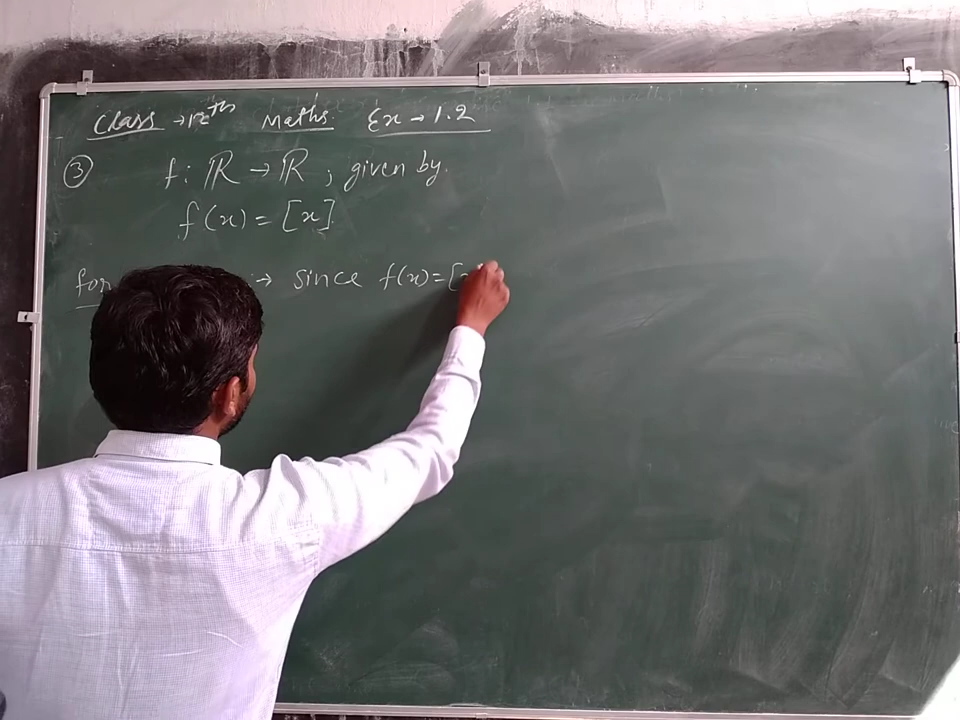 Class → 12th Maths Ex → 1.2
③ f: ℝ → ℝ ; given by.
f(x) = [x].
for → since f(x)=[